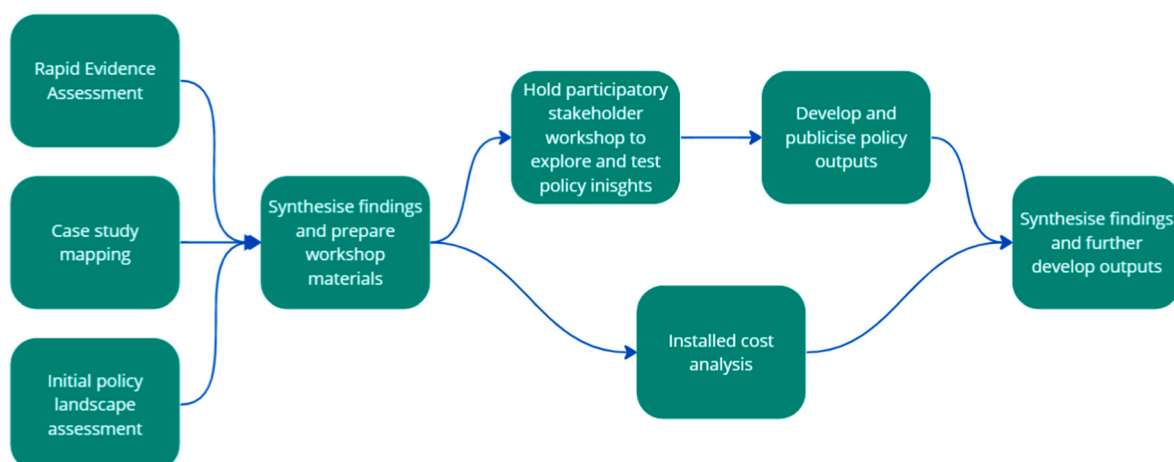 Rapid Evidence
Assessment
Case study
mapping
Initial policy
landscape
assessment
Synthesise findings
and prepare
workshop
materials
Hold participatory
stakeholder
workshop to
explore and test
policy inisghts
Develop and
publicise policy
outputs
Installed cost
analysis
Synthesise findings
and further
develop outputs